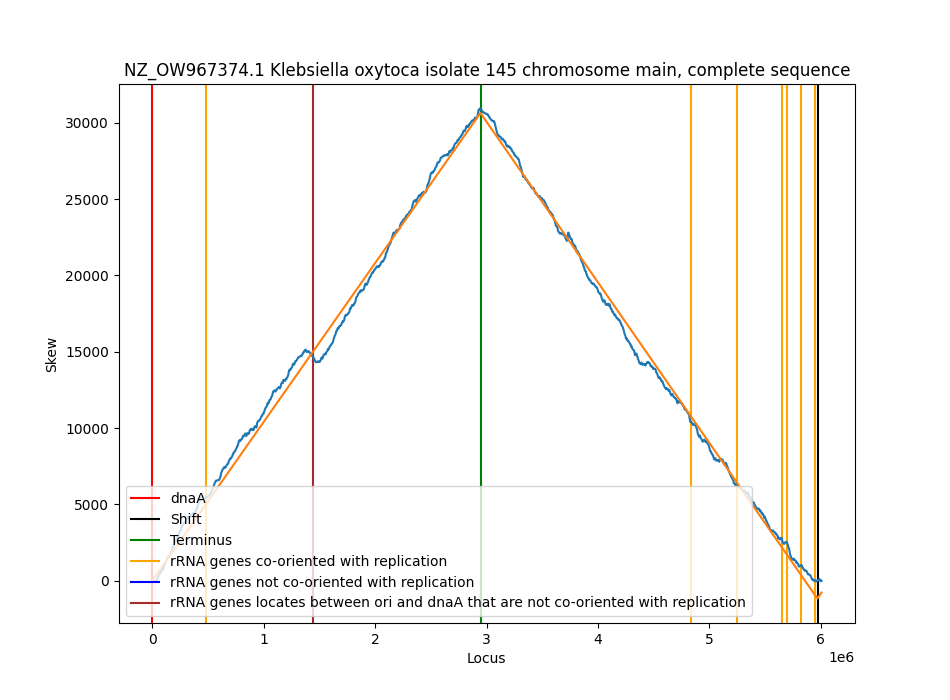 NZ_OW967374.1 Klebsiella oxytoca isolate 145 chromosome main, complete sequence
30000
25000
20000
15000
10000
5000
0
Skew
dnaA
Shift
Terminus
rRNA genes co-oriented with replication
rRNA genes not co-oriented with replication
rRNA genes locates between ori and dnaA that are not co-oriented with replication
0 1 2 3 4 5 6
1e6
Locus